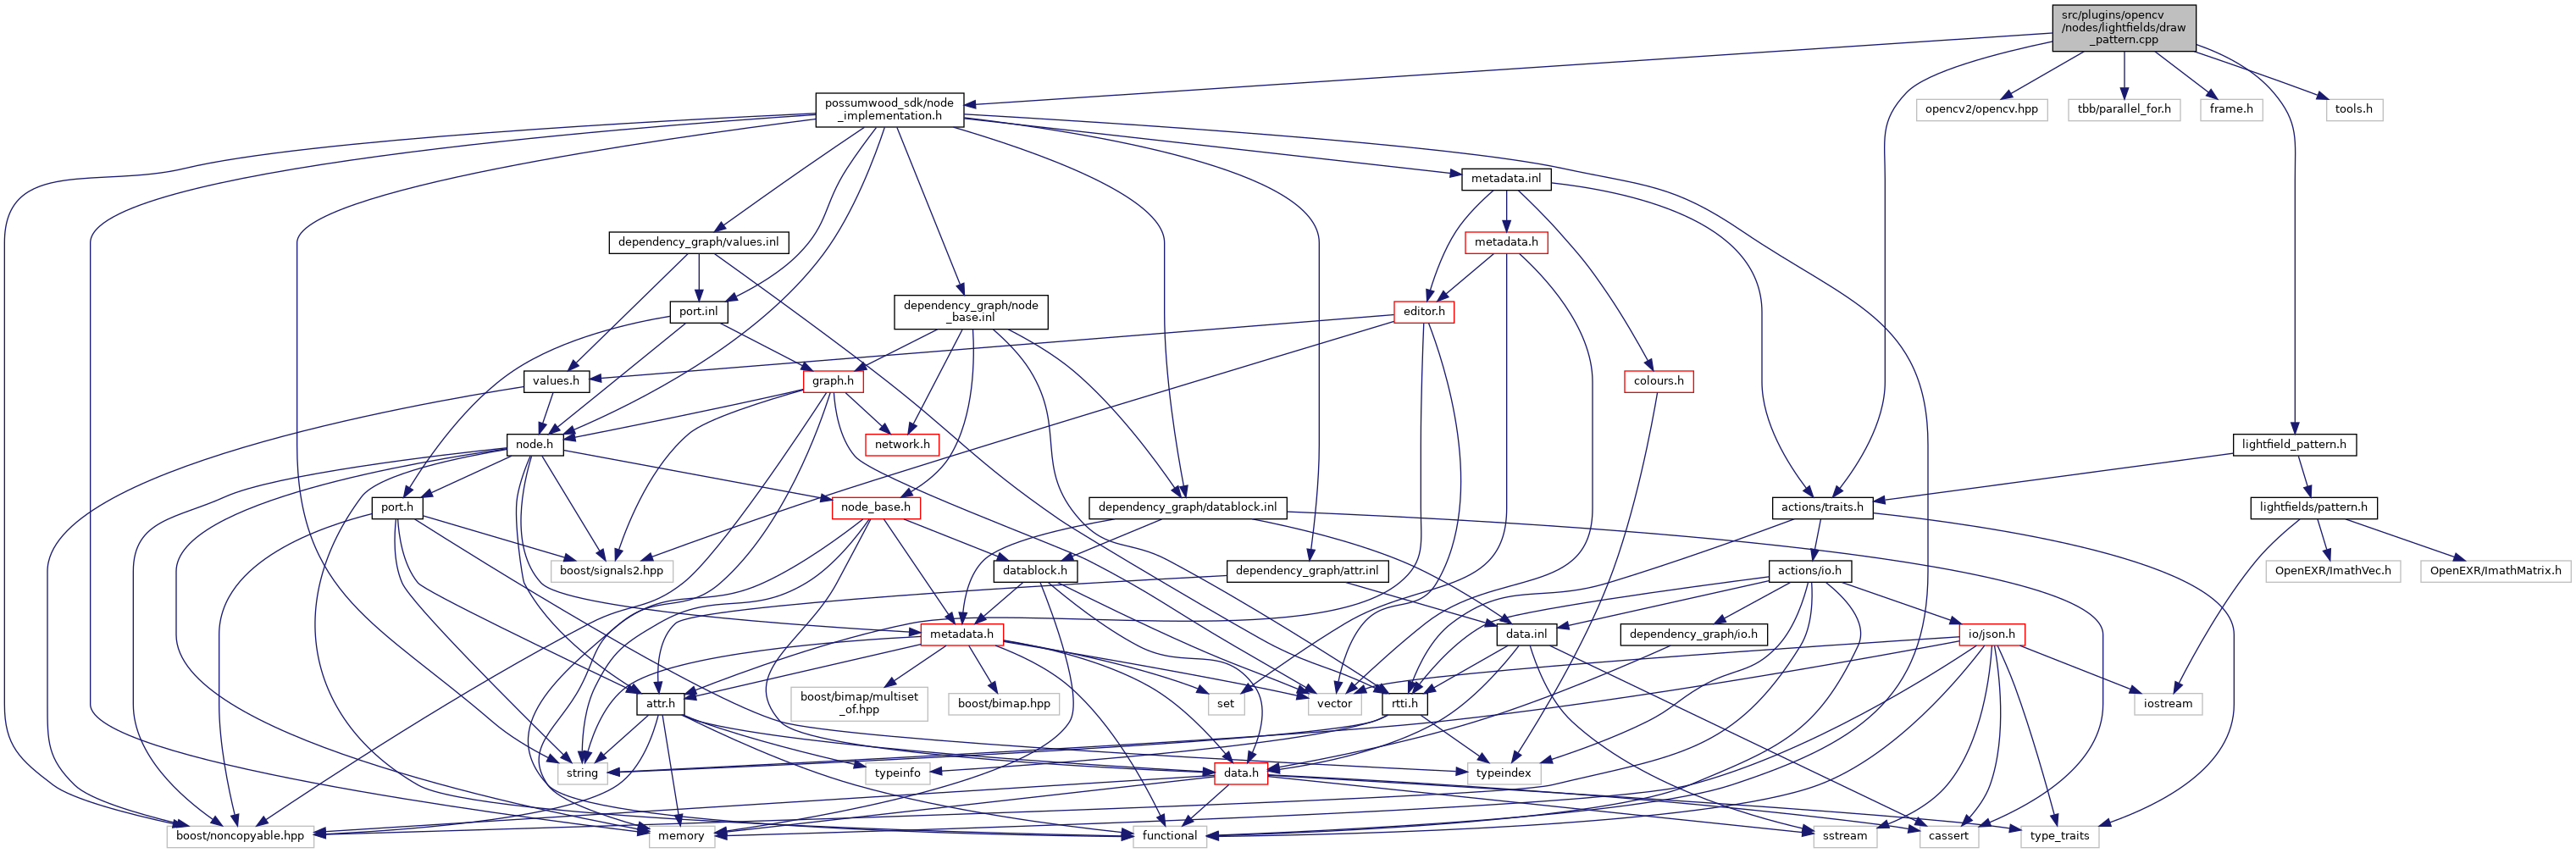 src/plugins/opencv
/nodes/lightfields/draw
_pattern.cpp
possumwood_sdk/node
_implementation.h
opencv2/opencv.hpp
tbb/parallel_for.h
frame.h
tools.h
metadata.inl
dependency_graph/values.inl
metadata.h
port.inl
dependency_graph/node
_base.inl
editor.h
values.h
graph.h
colours.h
node.h
network.h
lightfield_pattern.h
port.h
node_base.h
dependency_graph/datablock.inl
actions/traits.h
lightfields/pattern.h
boost/signals2.hpp
datablock.h
dependency_graph/attr.inl
actions/io.h
OpenEXR/ImathVec.h
OpenEXR/ImathMatrix.h
metadata.h
data.inl
dependency_graph/io.h
io/json.h
attr.h
boost/bimap/multiset
_of.hpp
boost/bimap.hpp
set
vector
rtti.h
iostream
string
typeinfo
data.h
typeindex
boost/noncopyable.hpp
memory
functional
sstream
cassert
type_traits